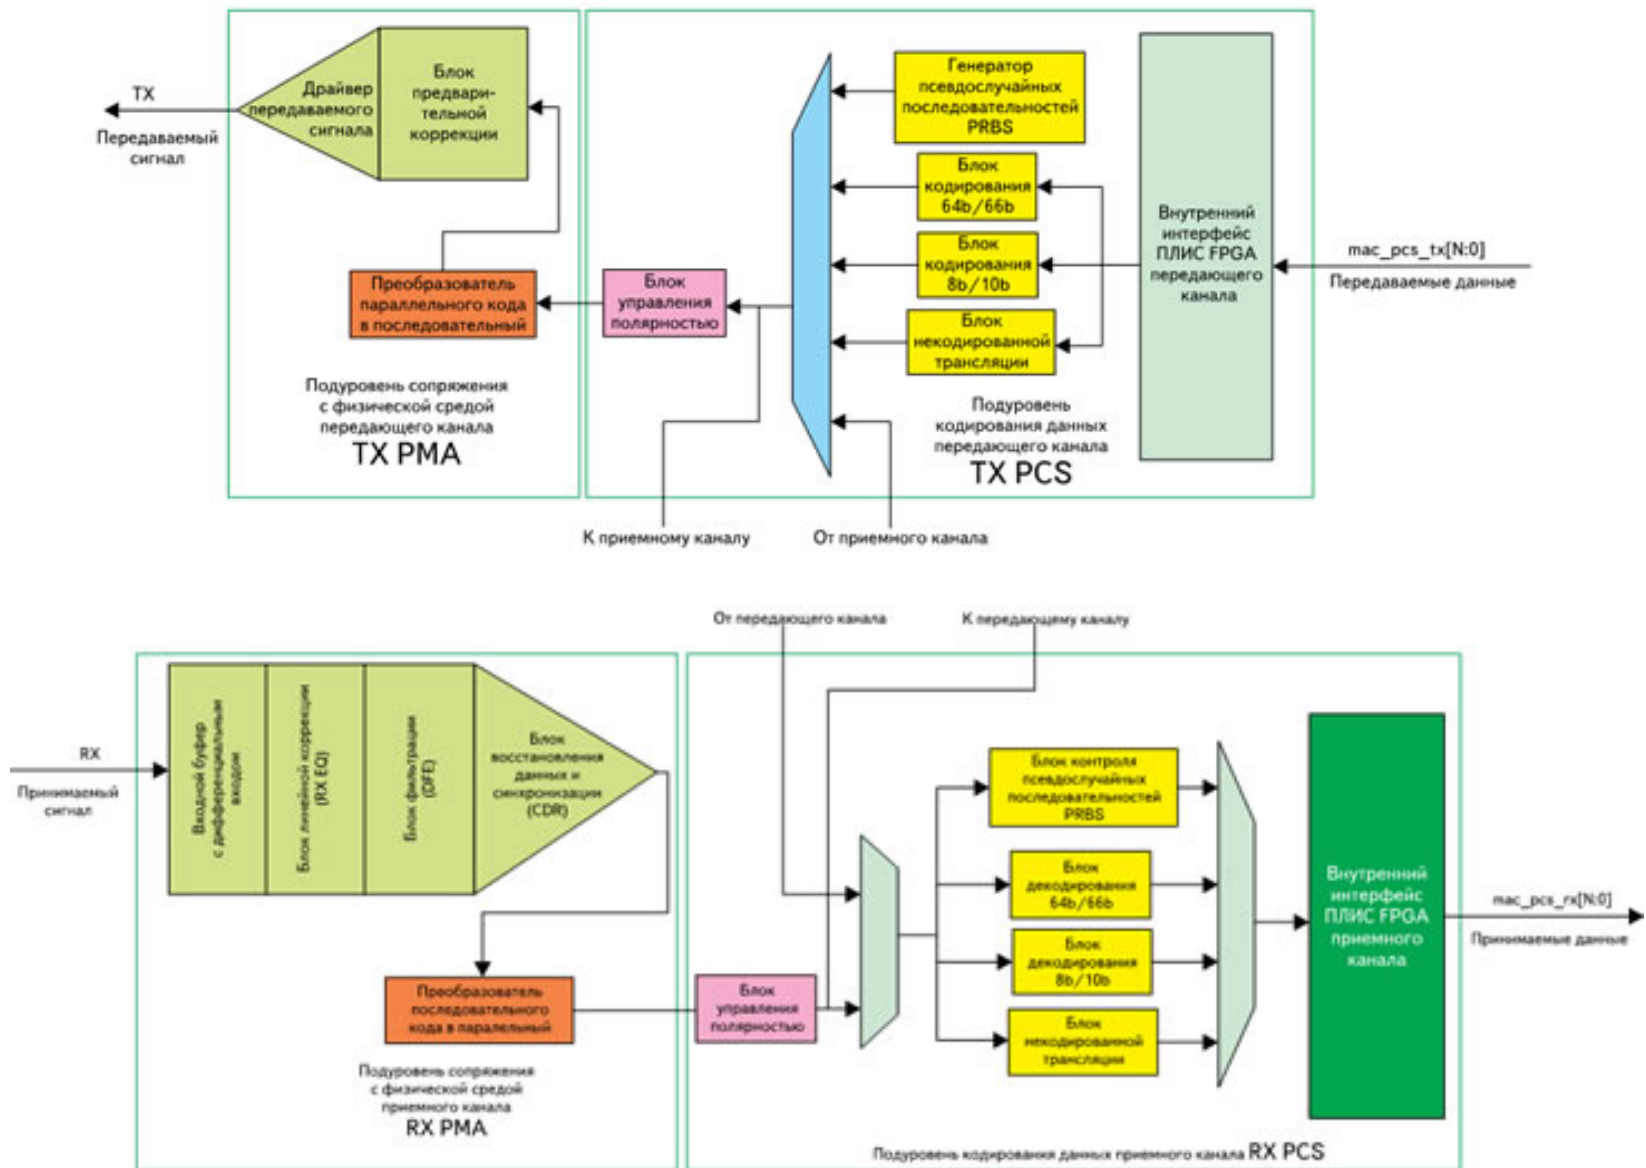 TX
Передаваемый
сигнал
Драйвер
передаваемого
сигнала
Блок
предвари-
тельной
коррекции
Преобразователь
параллельного кода
в последовательный
Подуровень сопряжения
с физической средой
передающего канала
TX PMA
Блок
управления
полярностью
Генератор
псевдослучайных
последовательностей
PRBS
Блок
кодирования
64b/66b
Блок
кодирования
8b/10b
Блок
некодированной
трансляции
Подуровень
кодирования данных
передающего канала
TX PCS
Внутренний
интерфейс
ПЛИС FPGA
передающего
канала
mac_pcs_tx[N:0]
Передаваемые данные
К приемному каналу
От приемного канала
От передающего канала
К передающему каналу
RX
Принимаемый
сигнал
Входной буфер
с дифференциальным
входом
Блок линейной коррекции
(RX EQ)
Блок фильтрации
(DFE)
Блок
восстановления
данных и
синхронизации
(CDR)
Преобразователь
последовательного
кода в паралельный
Подуровень сопряжения
с физической средой
приемного канала
RX PMA
Блок
управления
полярностью
Блок контроля
псевдослучайных
последовательностей
PRBS
Блок
декодирования
64b/66b
Блок
декодирования
8b/10b
Блок
некодированной
трансляции
Внутренний
интерфейс
ПЛИС FPGA
приемного
канала
mac_pcs_rx[N:0]
Принимаемые данные
Подуровень кодирования данных приемного канала RX PCS